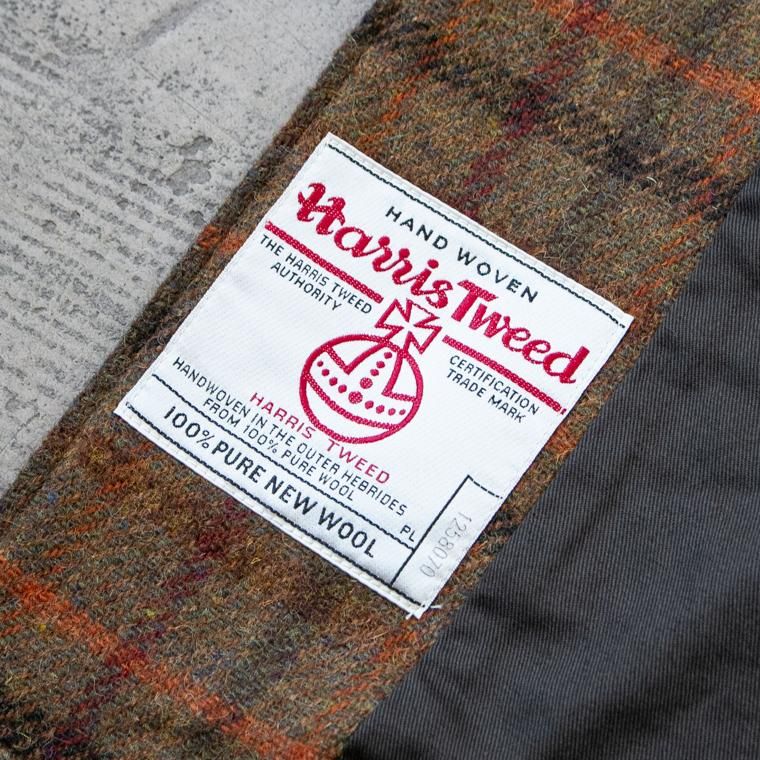 HAND WOVEN
Harris Tweed
THE HARRIS TWEED
AUTHORITY
CERTIFICATION
TRADE MARK
HARRIS TWEED
HANDWOVEN IN THE OUTER HEBRIDES
FROM 100% PURE WOOL
100% PURE NEW WOOL
PL
1258070